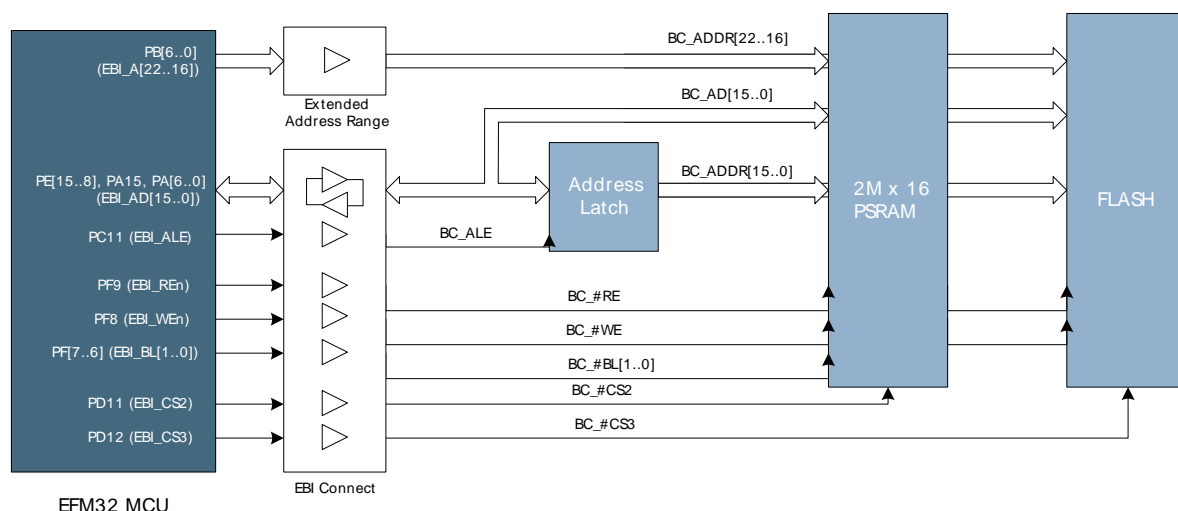 PB[6..0]
(EBI_A[22..16])
BC_ADDR[22..16]
Extended
Address Range
BC_AD[15..0]
PE[15..8], PA15, PA[6..0]
(EBI_AD[15..0])
Address
Latch
BC_ADDR[15..0]
2M x 16
PSRAM
FLASH
PC11 (EBI_ALE)
BC_ALE
PF9 (EBI_REn)
BC_#RE
PF8 (EBI_WEn)
BC_#WE
PF[7..6] (EBI_BL[1..0])
BC_#BL[1..0]
PD11 (EBI_CS2)
BC_#CS2
PD12 (EBI_CS3)
BC_#CS3
EBI Connect
EFM32 MCU